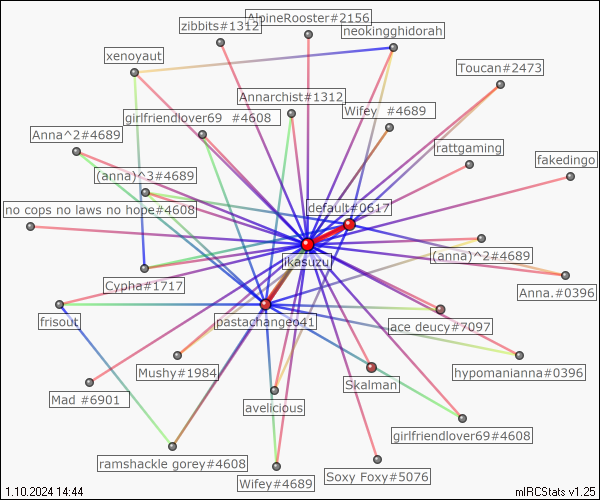 AlpineRooster#2156
zibbits#1312
neokingghidorah
xenoyaut
Toucan#2473
Annarchist#1312
girlfriendlover69 #4608
Wifey #4689
Anna^2#4689
rattgaming
fakedingo
(anna)^3#4689
no cops no laws no hope#4608
default#0617
ikasuzu
(anna)^2#4689
Cypha#1717
Anna.#0396
frisout
pastachangeo41
ace deucy#7097
Mushy#1984
hypomanianna#0396
Skalman
Mad #6901
avelicious
girlfriendlover69#4608
ramshackle gorey#4608
Soxy Foxy#5076
Wifey#4689
1.10.2024 14:44
mIRCStats v1.25